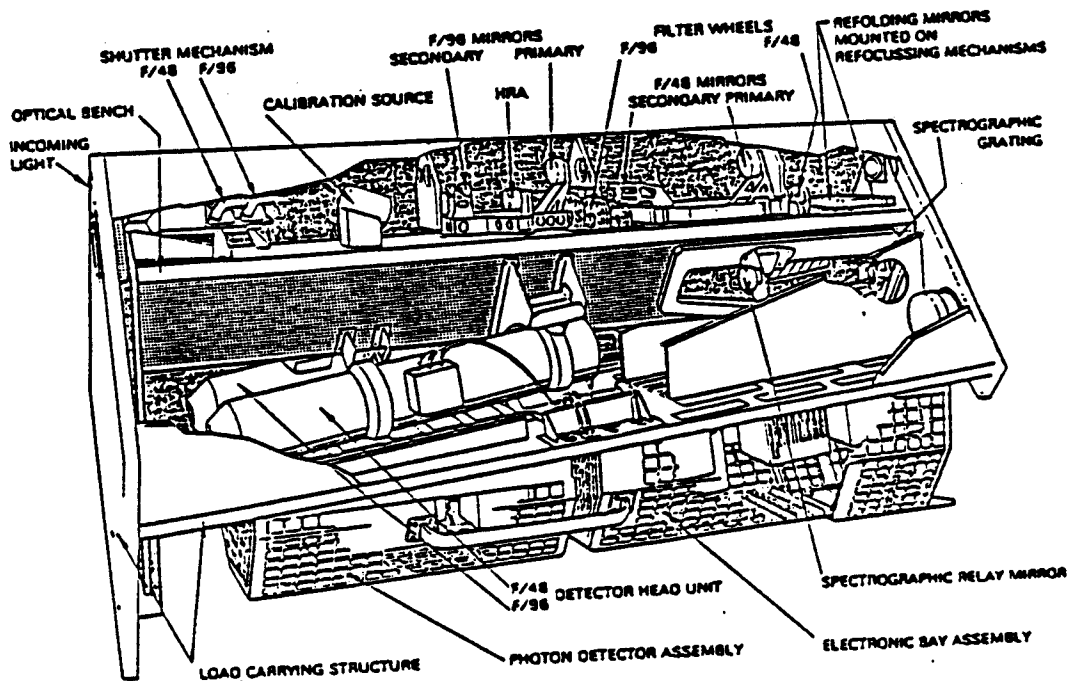 SHUTTER MECHANISM
F/48 F/96
F/96 MIRRORS
SECONDARY PRIMARY
FILTER WHEELS
F/96 F/48
REFOLDING MIRRORS
MOUNTED ON
REFOCUSSING MECHANISMS
OPTICAL BENCH
CALIBRATION SOURCE
HRA
F/48 MIRRORS
SECONDARY PRIMARY
INCOMING
LIGHT
SPECTROGRAPHIC
GRATING
F/48
F/96
DETECTOR HEAD UNIT
SPECTROGRAPHIC RELAY MIRROR
LOAD CARRYING STRUCTURE
PHOTON DETECTOR ASSEMBLY
ELECTRONIC BAY ASSEMBLY